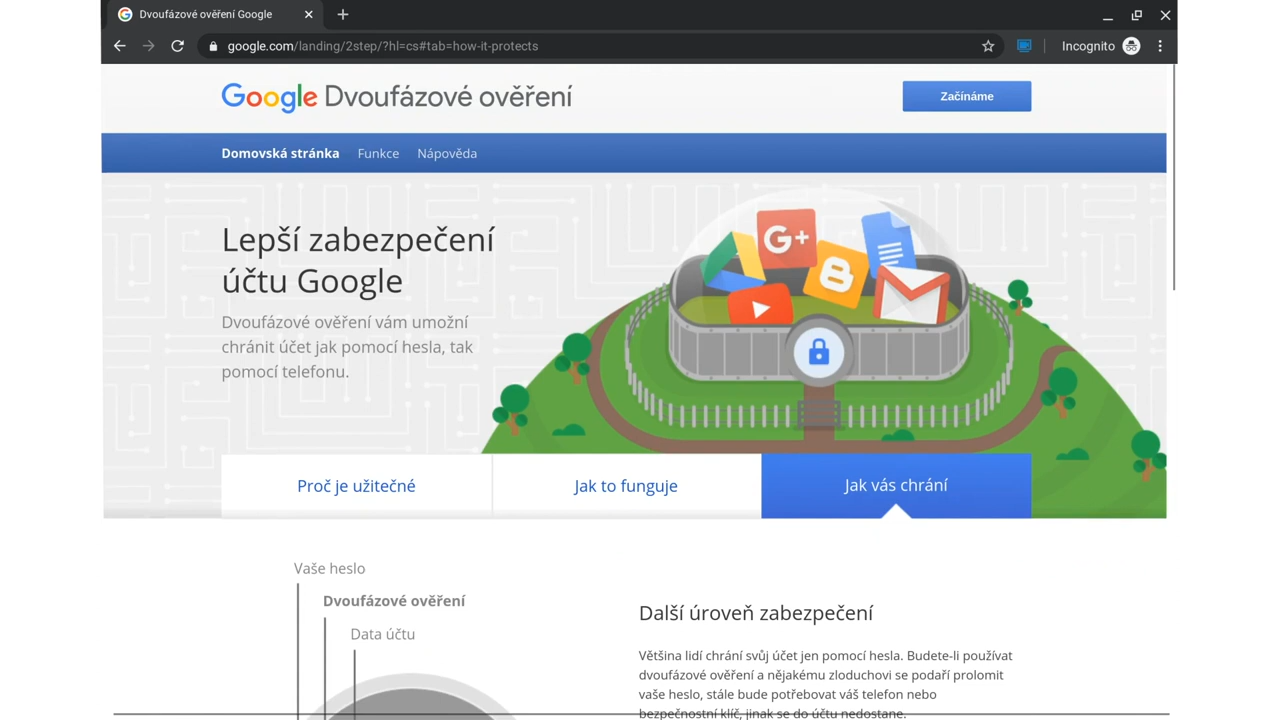 Dvoufázové ověření Google
google.com/landing/2step/?hl=cs#tab=how-it-protects
Incognito
Google Dvoufázové ověření
Začínáme
Domovská stránka Funkce Nápověda
Lepší zabezpečení
účtu Google
Dvoufázové ověření vám umožní
chránit účet jak pomocí hesla, tak
pomocí telefonu.
G+
Proč je užitečné
Jak to funguje
Jak vás chrání
Vaše heslo
Dvoufázové ověření
Data účtu
Další úroveň zabezpečení
Většina lidí chrání svůj účet jen pomocí hesla. Budete-li používat
dvoufázové ověření a nějakému zloduchovi se podaří prolomit
vaše heslo, stále bude potřebovat váš telefon nebo
bezpečnostní klíč, jinak se do účtu nedostane.